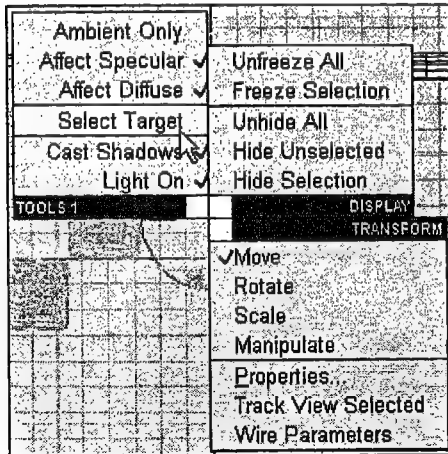 Ambient Only
Affect Specular ✓
Affect Diffuse ✓
Select Target
Cast Shadows ✓
Light On ✓
TOOLS 1
Unfreeze All
Freeze Selection
Unhide All
Hide Unselected
Hide Selection
DISPLAY
TRANSFORM
✓Move
Rotate
Scale
Manipulate
Properties...
Track View Selected
Wire Parameters